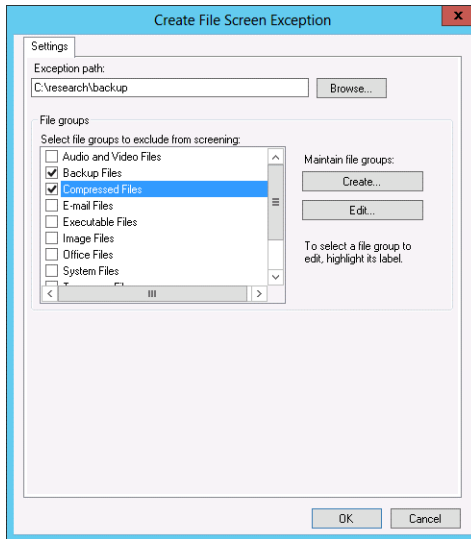 Create File Screen Exception
x
Settings
Exception path:
C:\research\backup
Browse...
File groups
Select file groups to exclude from screening:
Audio and Video Files
Backup Files
Compressed Files
E-mail Files
Executable Files
Image Files
Office Files
System Files
Maintain file groups:
Create...
Edit...
To select a file group to
edit, highlight its label.
OK
Cancel